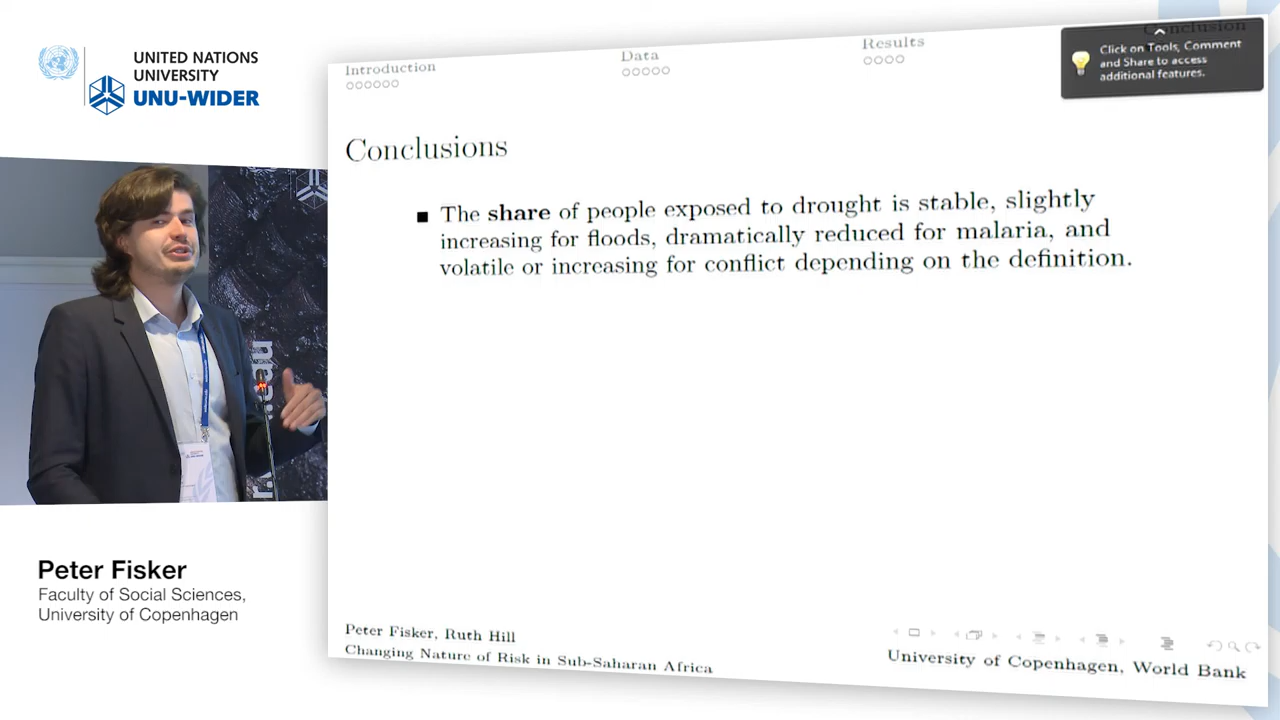 UNITED NATIONS
UNIVERSITY
UNU-WIDER
Introduction
Data
Results
Conclusion
Click on Tools, Comment
and Share to access
additional features.
Conclusions
The share of people exposed to drought is stable, slightly
increasing for floods, dramatically reduced for malaria, and
volatile or increasing for conflict depending on the definition.
Peter Fisker
Faculty of Social Sciences,
University of Copenhagen
Peter Fisker, Ruth Hill
Changing Nature of Risk in Sub-Saharan Africa
University of Copenhagen, World Bank